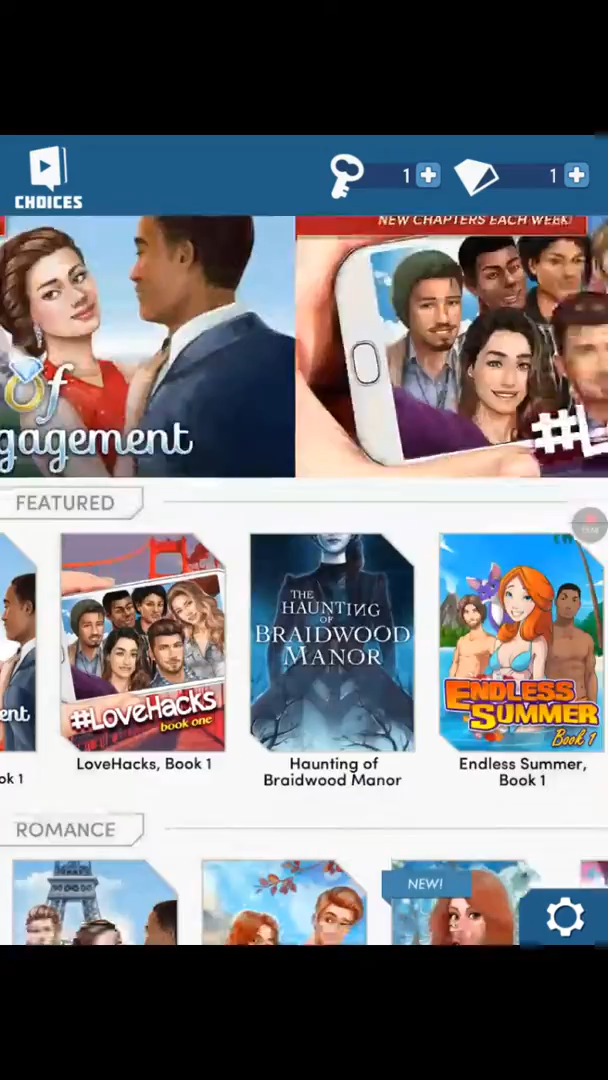 CHOICES
1
1
NEW CHAPTERS EACH WEEK!
of
gagement
#L
FEATURED
#LoveHacks
book one
THE
HAUNTING
OF
BRAIDWOOD
MANOR
ENDLESS
SUMMER
Book 1
ent
ok 1
LoveHacks, Book 1
Haunting of
Braidwood Manor
Endless Summer,
Book 1
ROMANCE
NEW!